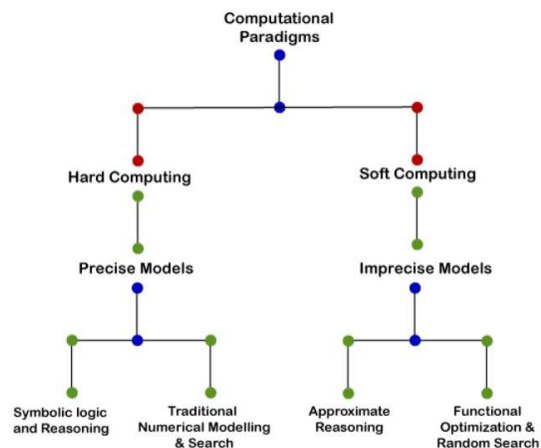 Computational
Paradigms
Hard Computing
Soft Computing
Precise Models
Imprecise Models
Symbolic logic
and Reasoning
Traditional
Numerical Modelling
& Search
Approximate
Reasoning
Functional
Optimization &
Random Search